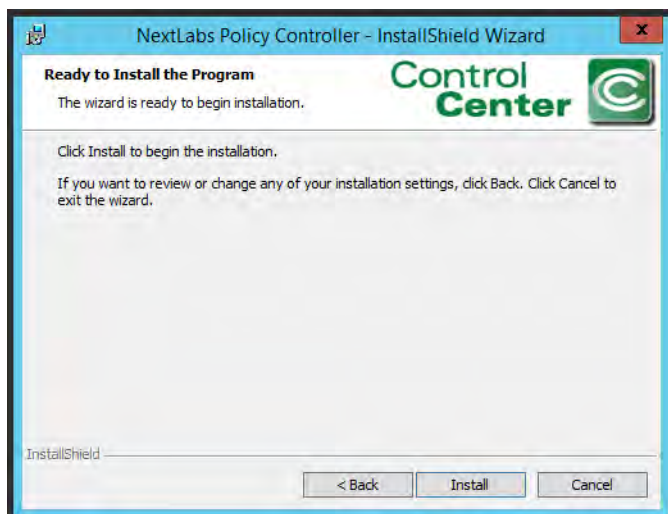 NextLabs Policy Controller - InstallShield Wizard
x
Ready to Install the Program
The wizard is ready to begin installation.
Control
Center
Click Install to begin the installation.
If you want to review or change any of your installation settings, click Back. Click Cancel to
exit the wizard.
InstallShield
< Back
Install
Cancel